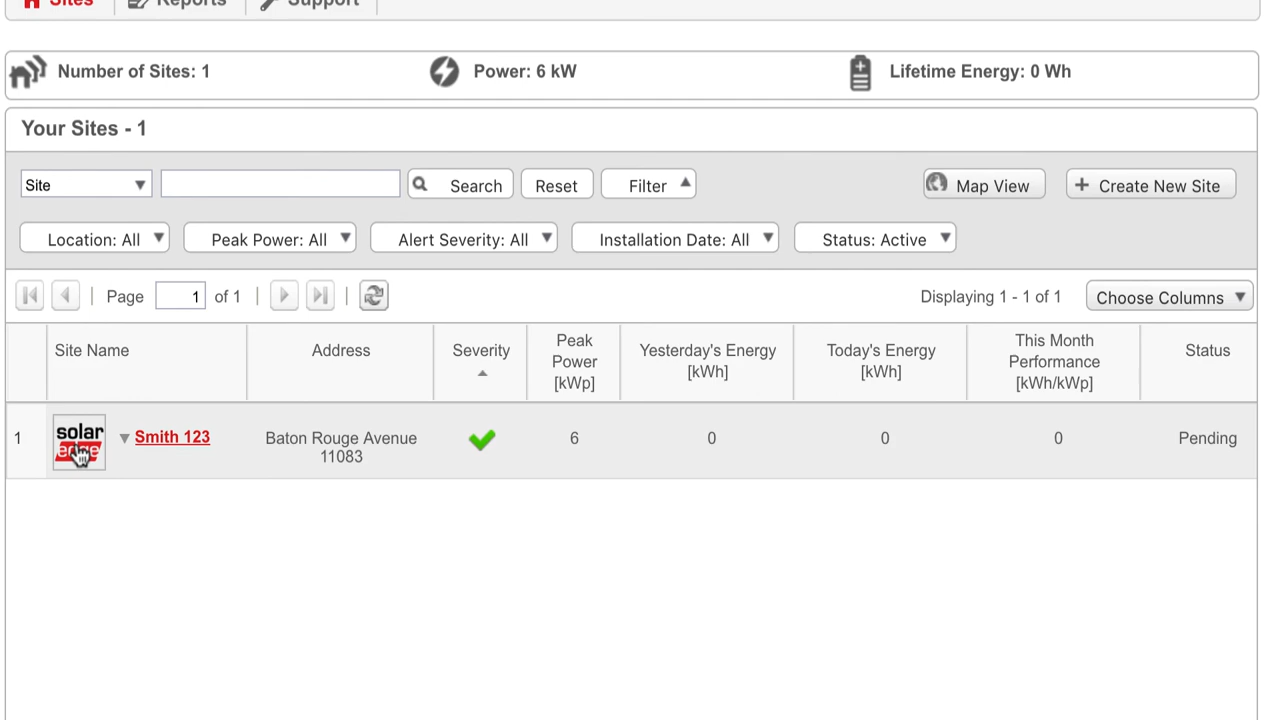 Sites Reports Support
Number of Sites: 1 Power: 6 kW Lifetime Energy: 0 Wh
Your Sites - 1
Site Search Reset Filter Map View + Create New Site
Location: All Peak Power: All Alert Severity: All Installation Date: All Status: Active
Page 1 of 1 Displaying 1 - 1 of 1 Choose Columns
Site Name Address Severity Peak Power [kWp] Yesterday's Energy [kWh] Today's Energy [kWh] This Month Performance [kWh/kWp] Status
1 solar edge Smith 123 Baton Rouge Avenue 11083 6 0 0 0 Pending